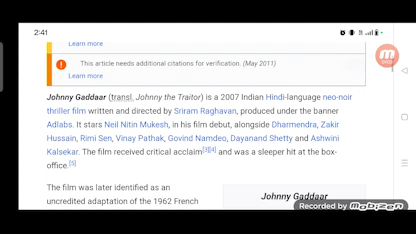 2:41
Learn more
This article needs additional citations for verification. (May 2011)
Learn more
Johnny Gaddaar (transl. Johnny the Traitor) is a 2007 Indian Hindi-language neo-noir
thriller film written and directed by Sriram Raghavan, produced under the banner
Adlabs. It stars Neil Nitin Mukesh, in his film debut, alongside Dharmendra, Zakir
Hussain, Rimi Sen, Vinay Pathak, Govind Namdeo, Dayanand Shetty and Ashwini
Kalsekar. The film received critical acclaim[3][4] and was a sleeper hit at the box-
office.[5]
The film was later identified as an
uncredited adaptation of the 1962 French
Johnny Gaddaar
Recorded by mobizen